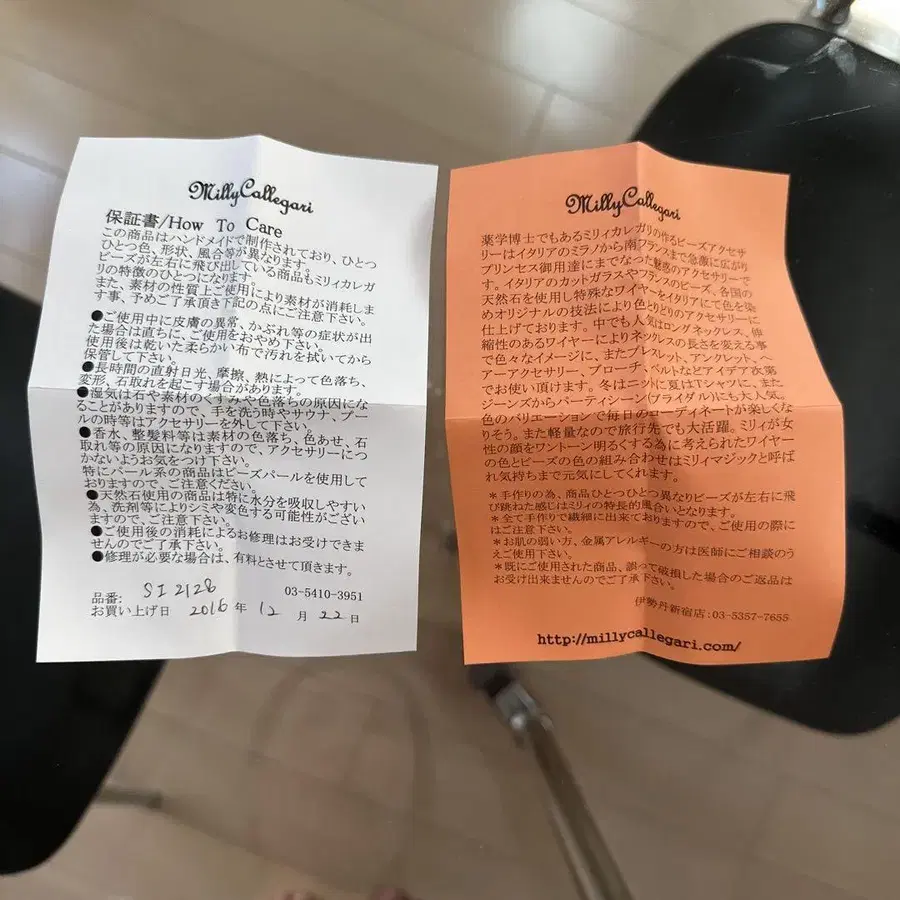 Milly Callegari
保証書/How To Care
この商品はハンドメイドで制作されており、ひとつ
ひとつ色、形状、風合等が異なります。
ビーズが左右に飛び出している商品もミリィカレガ
リの特徴のひとつになります。
また、素材の性質上ご使用により素材が消耗しま
す事、予めご了承頂き下記の点にご注意下さい。
●ご使用中に皮膚の異常、かぶれ等の症状が出
た場合は直ちに、ご使用をおやめ下さい。
使用後は乾いた柔らかい布で汚れを拭いてから
保管して下さい。
●長時間の直射日光、摩擦、熱によって色落ち、
変形、石取れを起こす場合があります。
●湿気は石や素材のくすみや色落ちの原因にな
ることがありますので、手を洗う時やサウナ、プー
ルの時等はアクセサリーを外して下さい。
●香水、整髪料等は素材の色落ち、色あせ、石
取れ等の原因になりますので、アクセサリーにつ
かないようお気をつけ下さい。
特にパール系の商品はビーズパールを使用して
おりますので、ご注意ください。
●天然石使用の商品は特に水分を吸収しやすい
為、洗剤等によりシミや変色する可能性がござい
ますので、ご注意下さい。
●ご使用後の消耗によるお修理はお受けできま
せんのでご了承下さい。
●修理が必要な場合は、有料とさせて頂きます。
品番: SI2128 03-5410-3951
お買い上げ日 2016 年 12 月 22 日
Milly Callegari
薬学博士でもあるミリィカレガリの作るビーズアクセサ
リーはイタリアのミラノから南フランスまで急激に広がり
プリンセス御用達にまでなった魅惑のアクセサリーで
す。イタリアのカットガラスやフランスのビーズ、各国の
天然石を使用し特殊なワイヤーをイタリアにて色を染
めオリジナルの技法により色とりどりのアクセサリーに
仕上げております。中でも人気はロングネックレス、伸
縮性のあるワイヤーによりネックレスの長さを変える事
で色々なイメージに、またブレスレット、アンクレット、ヘ
アーアクセサリー、ブローチ、ベルトなどアイデア次第
でお使い頂けます。冬はニットに夏はTシャツに、また
ジーンズからパーティシーン(ブライダル)にも大人気。
色のバリエーションで毎日のコーディネートが楽しくな
りそう。また軽量なので旅行先でも大活躍。ミリィが女
性の顔をワントーン明るくする為に考えられたワイヤー
の色とビーズの色の組み合わせはミリィマジックと呼ば
れ気持ちまで元気にしてくれます。
*手作りの為、商品ひとつひとつ異なりビーズが左右に飛
び跳ねた感じはミリィの特長的風合いとなります。
*全て手作りで繊細に出来ておりますので、ご使用の際に
はご注意下さい。
*お肌の弱い方、金属アレルギーの方は医師にご相談のう
えご使用下さい。
*既にご使用された商品、誤って破損した場合のご返品は
お受け出来ませんのでご了承下さい。
伊勢丹新宿店:03-5357-7655
http://millycallegari.com/